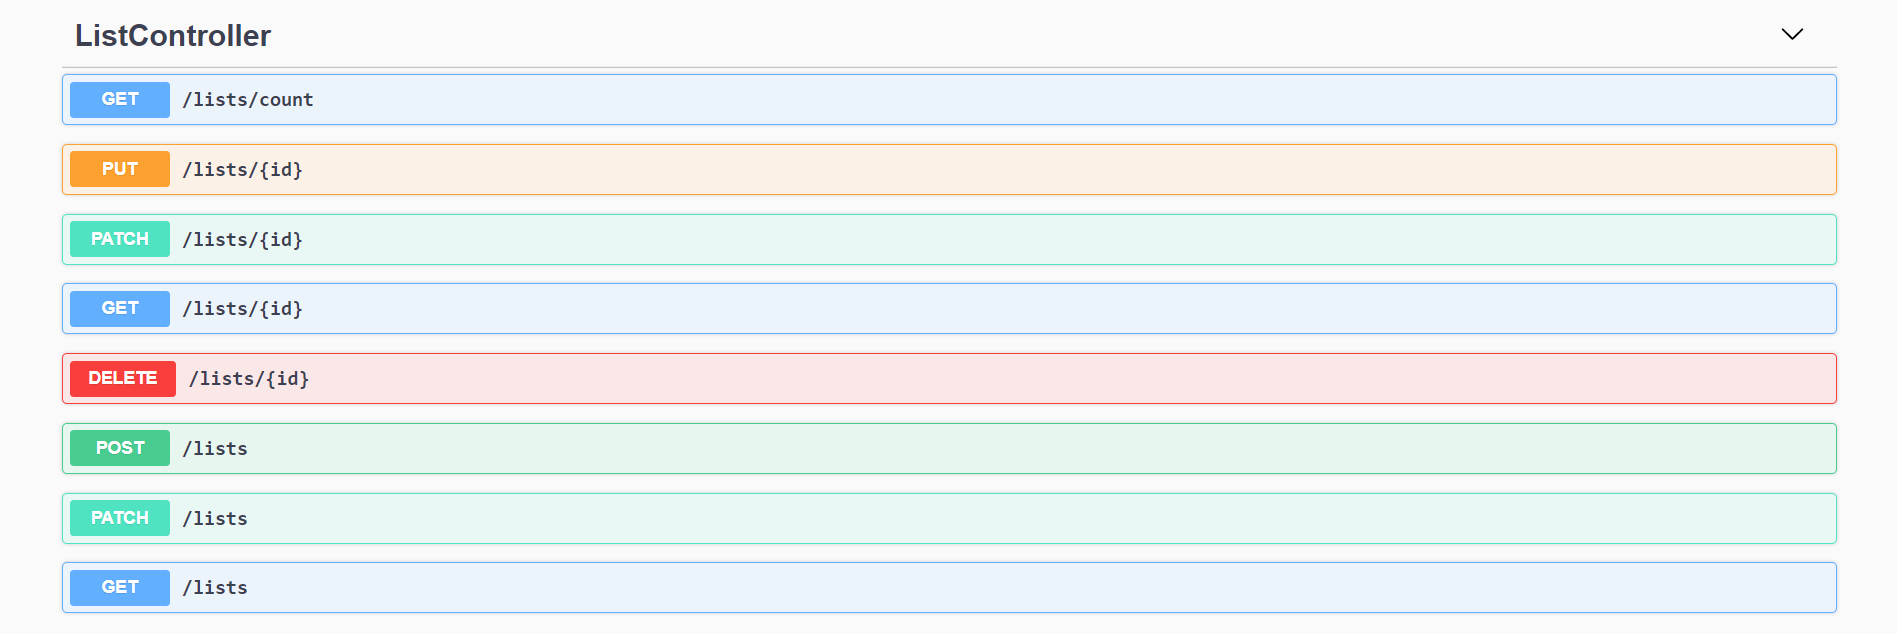 ListController
GET /lists/count
PUT /lists/{id}
PATCH /lists/{id}
GET /lists/{id}
DELETE /lists/{id}
POST /lists
PATCH /lists
GET /lists